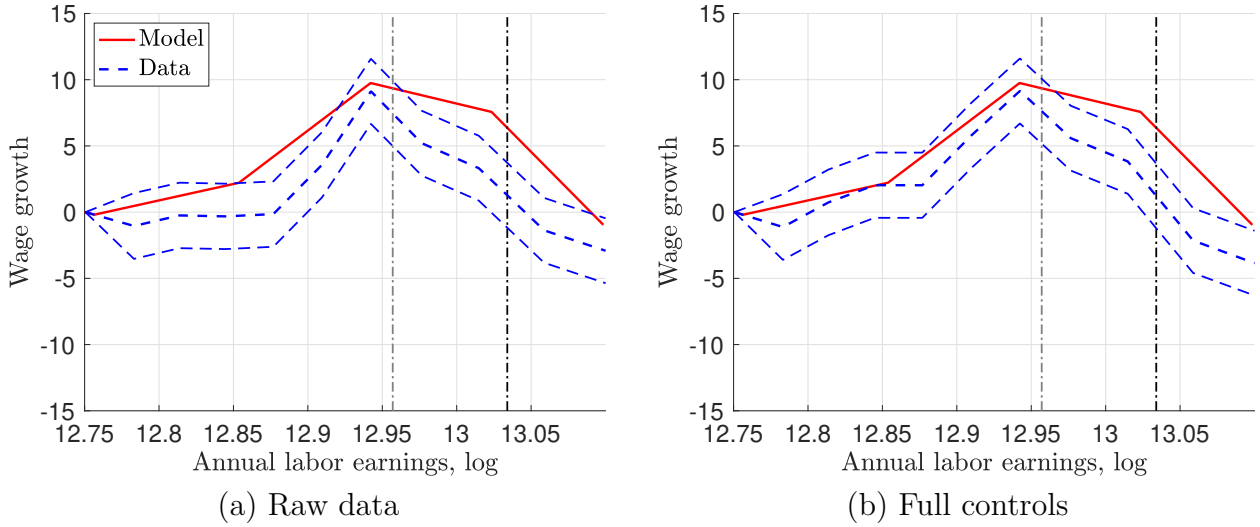 15
10
5
0
-5
-10
-15
Wage growth
Model
Data
12.75 12.8 12.85 12.9 12.95 13 13.05
Annual labor earnings, log
(a) Raw data
15
10
5
0
-5
-10
-15
Wage growth
12.75 12.8 12.85 12.9 12.95 13 13.05
Annual labor earnings, log
(b) Full controls